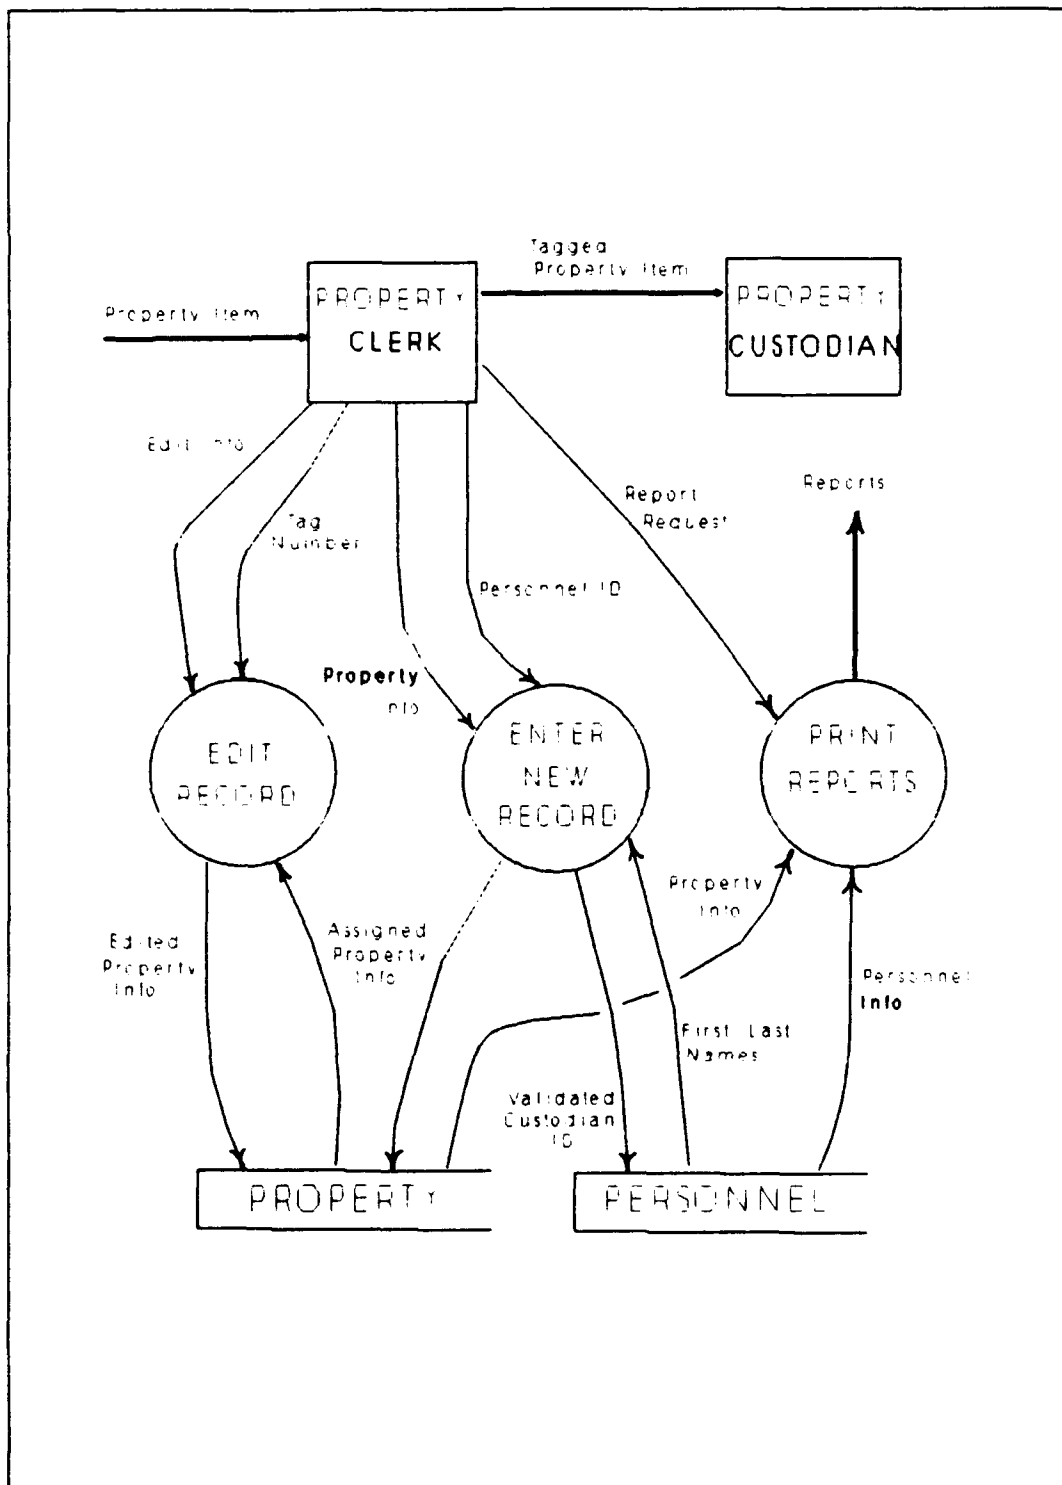 Tagged
Property Item
PROPERTY
CLERK
PROPERTY
CUSTODIAN
Property Item
Edit Info
Tag
Number
Report
Request
Reports
Personnel ID
Property
Info
EDIT
RECORD
ENTER
NEW
RECORD
PRINT
REPORTS
Property
Info
Edited
Property
Info
Assigned
Property
Info
Personnel
Info
First Last
Names
Validated
Custodian
ID
PROPERTY
PERSONNEL